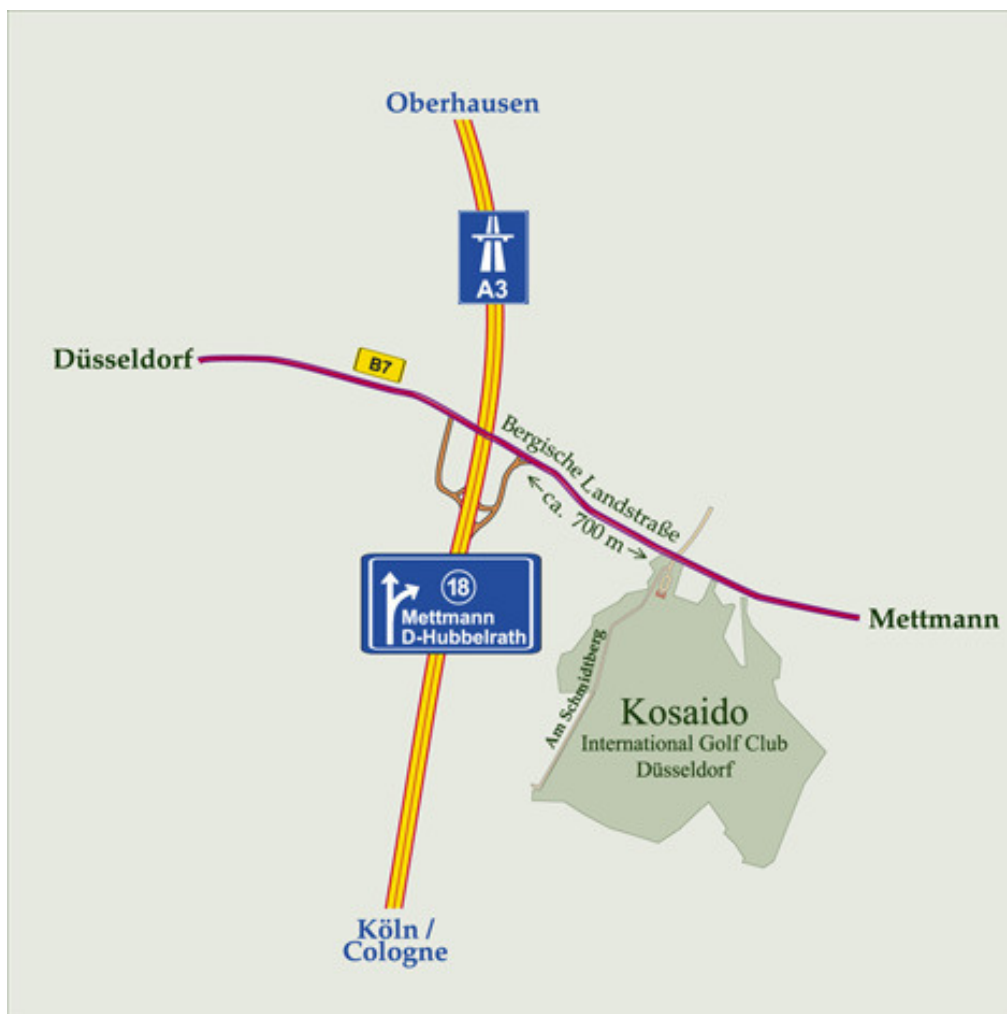 Oberhausen
A3
Düsseldorf
B7
Bergische Landstraße
ca. 700 m
18
Mettmann
D-Hubbelrath
Mettmann
Am Schmidtberg
Kosaido
International Golf Club
Düsseldorf
Köln /
Cologne